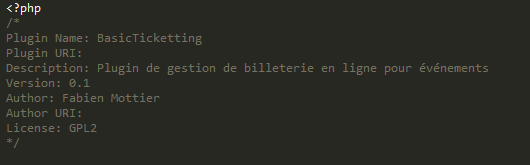 <?php
/*
Plugin Name: BasicTicketting
Plugin URI:
Description: Plugin de gestion de billeterie en ligne pour événements
Version: 0.1
Author: Fabien Mottier
Author URI:
License: GPL2
*/